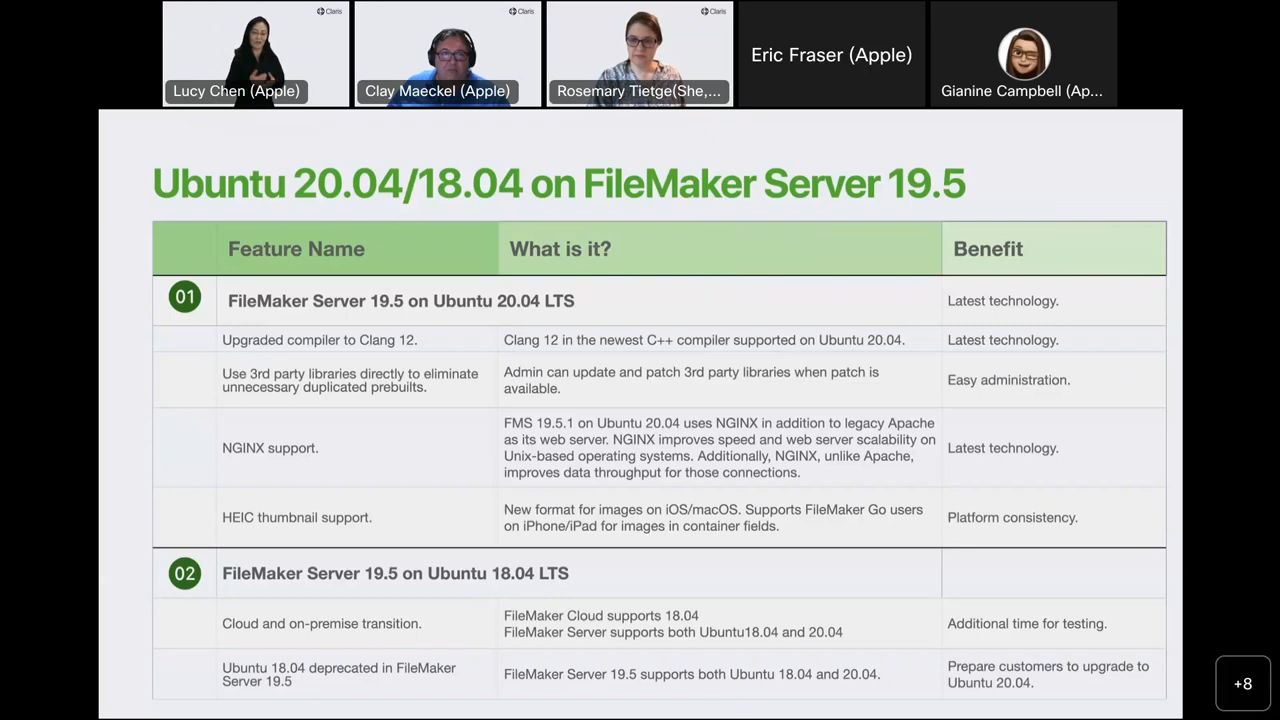 Claris
Claris
Claris
Lucy Chen (Apple)
Clay Maeckel (Apple)
Rosemary Tietge(She,...
Eric Fraser (Apple)
Gianine Campbell (Ap...
Ubuntu 20.04/18.04 on FileMaker Server 19.5
Feature Name
What is it?
Benefit
01
FileMaker Server 19.5 on Ubuntu 20.04 LTS
Latest technology.
Upgraded compiler to Clang 12.
Clang 12 in the newest C++ compiler supported on Ubuntu 20.04.
Latest technology.
Use 3rd party libraries directly to eliminate
unnecessary duplicated prebuilts.
Admin can update and patch 3rd party libraries when patch is
available.
Easy administration.
NGINX support.
FMS 19.5.1 on Ubuntu 20.04 uses NGINX in addition to legacy Apache
as its web server. NGINX improves speed and web server scalability on
Unix-based operating systems. Additionally, NGINX, unlike Apache,
improves data throughput for those connections.
Latest technology.
HEIC thumbnail support.
New format for images on iOS/macOS. Supports FileMaker Go users
on iPhone/iPad for images in container fields.
Platform consistency.
02
FileMaker Server 19.5 on Ubuntu 18.04 LTS
Cloud and on-premise transition.
FileMaker Cloud supports 18.04
FileMaker Server supports both Ubuntu18.04 and 20.04
Additional time for testing.
Ubuntu 18.04 deprecated in FileMaker
Server 19.5
FileMaker Server 19.5 supports both Ubuntu 18.04 and 20.04.
Prepare customers to upgrade to
Ubuntu 20.04.
+8